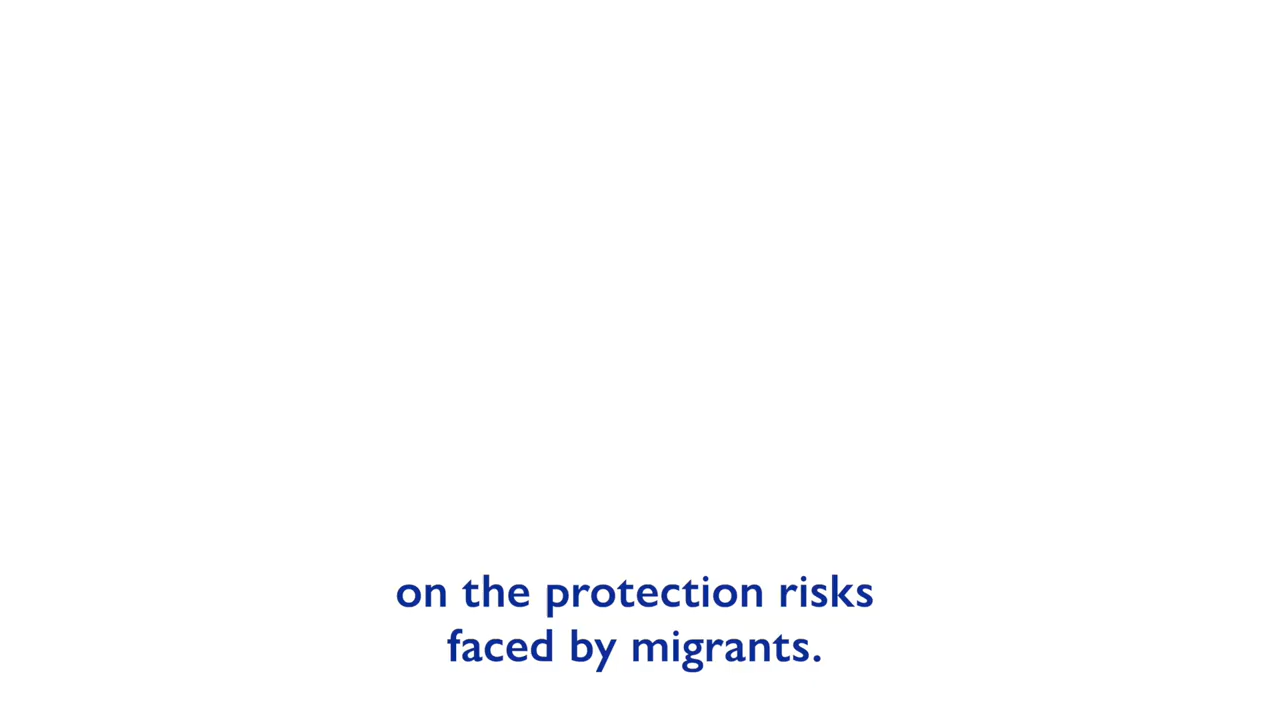 on the protection risks
faced by migrants.